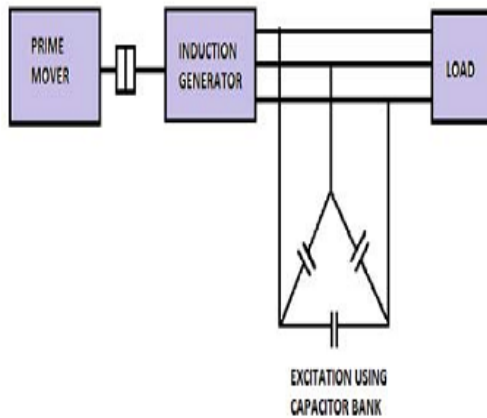 PRIME
MOVER
INDUCTION
GENERATOR
LOAD
EXCITATION USING
CAPACITOR BANK